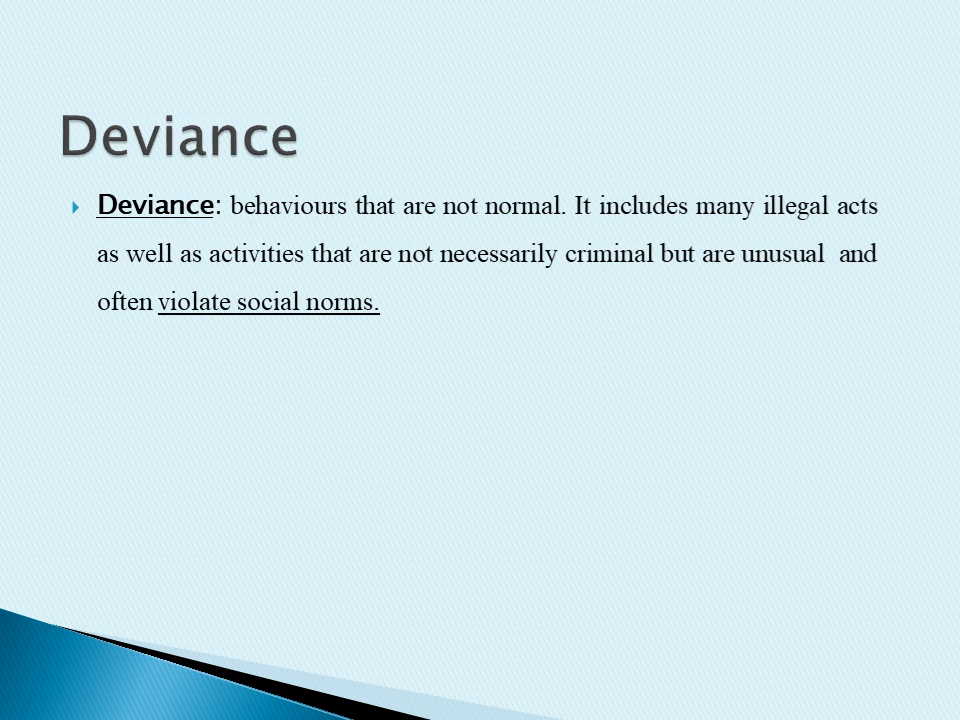 Deviance
Deviance: behaviours that are not normal. It includes many illegal acts
as well as activities that are not necessarily criminal but are unusual  and
often violate social norms.